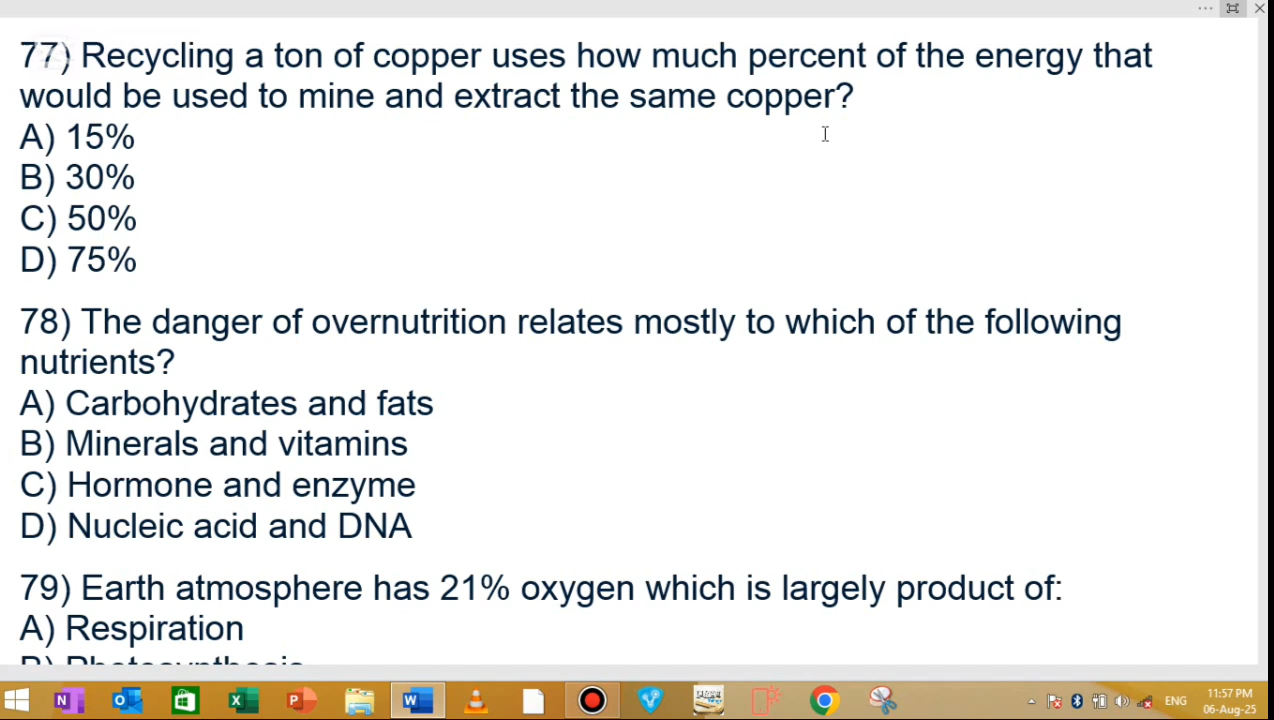 77) Recycling a ton of copper uses how much percent of the energy that
would be used to mine and extract the same copper?
A) 15%
B) 30%
C) 50%
D) 75%
78) The danger of overnutrition relates mostly to which of the following
nutrients?
A) Carbohydrates and fats
B) Minerals and vitamins
C) Hormone and enzyme
D) Nucleic acid and DNA
79) Earth atmosphere has 21% oxygen which is largely product of:
A) Respiration
B) Photosynthesis
ENG
11:57 PM
06-Aug-25